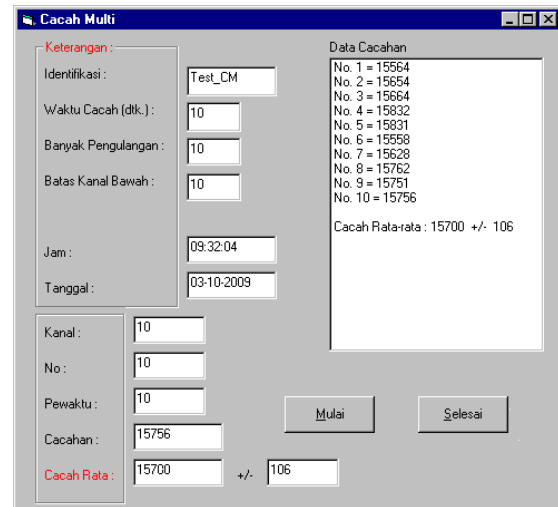 Cacah Multi
Keterangan :
Identifikasi :
Test_CM
Waktu Cacah (dtk.) :
10
Banyak Pengulangan :
10
Batas Kanal Bawah :
10
Jam :
09:32:04
Tanggal :
03-10-2009
Kanal :
10
No :
10
Pewaktu :
10
Cacahan :
15756
Cacah Rata :
15700 +/- 106
Data Cacahan
No. 1 = 15564
No. 2 = 15654
No. 3 = 15664
No. 4 = 15832
No. 5 = 15831
No. 6 = 15558
No. 7 = 15628
No. 8 = 15762
No. 9 = 15751
No. 10 = 15756
Cacah Rata-rata : 15700 +/- 106
Mulai
Selesai